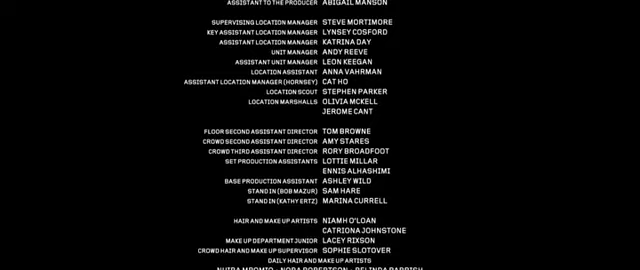 ASSISTANT TO THE PRODUCER ABIGAIL MANSON
SUPERVISING LOCATION MANAGER STEVE MORTIMORE
KEY ASSISTANT LOCATION MANAGER LYNSEY COSFORD
ASSISTANT LOCATION MANAGER KATRINA DAY
UNIT MANAGER ANDY REEVE
ASSISTANT UNIT MANAGER LEON KEEGAN
LOCATION ASSISTANT ANNA VAHRMAN
ASSISTANT LOCATION MANAGER (HORNSEY) CAT HO
LOCATION SCOUT STEPHEN PARKER
LOCATION MARSHALLS OLIVIA MCKELL
JEROME CANT
FLOOR SECOND ASSISTANT DIRECTOR TOM BROWNE
CROWD SECOND ASSISTANT DIRECTOR AMY STARES
CROWD THIRD ASSISTANT DIRECTOR RORY BROADFOOT
SET PRODUCTION ASSISTANTS LOTTIE MILLAR
ENNIS ALHASHIMI
BASE PRODUCTION ASSISTANT ASHLEY WILD
STAND IN (BOB MAZUR) SAM HARE
STAND IN (KATHY ERTZ) MARINA CURRELL
HAIR AND MAKE UP ARTISTS NIAMH O'LOAN
CATRIONA JOHNSTONE
MAKE UP DEPARTMENT JUNIOR LACEY RIXSON
CROWD HAIR AND MAKE UP SUPERVISOR SOPHIE SLOTOVER
DAILY HAIR AND MAKE UP ARTISTS
NORA ROBERTSON - BELINDA PARRISH